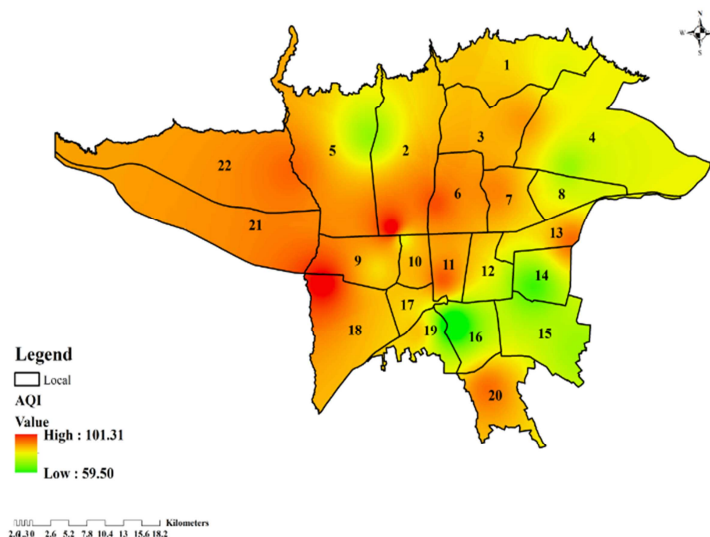 N
W
E
S
1
2
3
4
5
6
7
8
9
10
11
12
13
14
15
16
17
18
19
20
21
22
Legend
Local
AQI
Value
High : 101.31
Low : 59.50
Kilometers
2.6 5.2 7.8 10.4 13 15.6 18.2